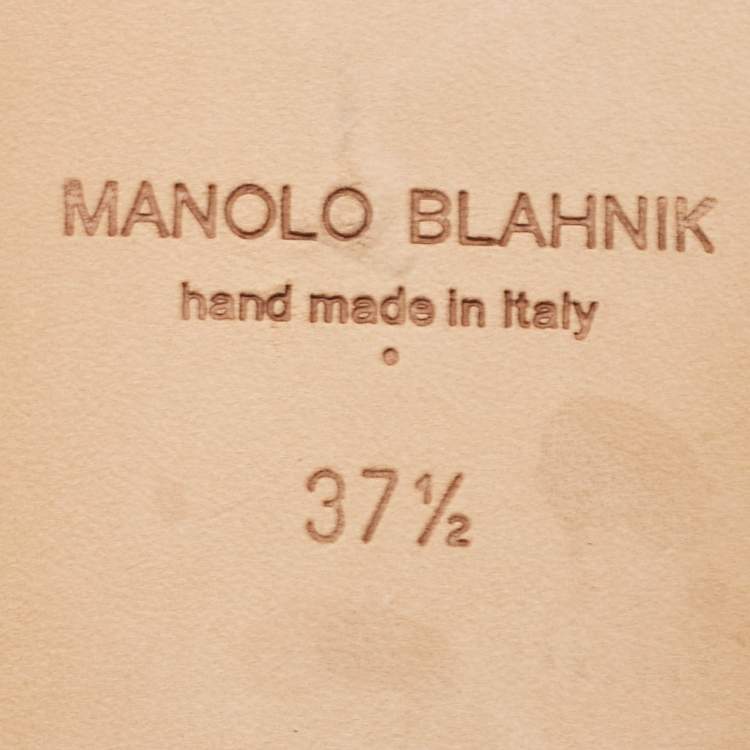 MANOLO BLAHNIK
hand made in Italy
37½